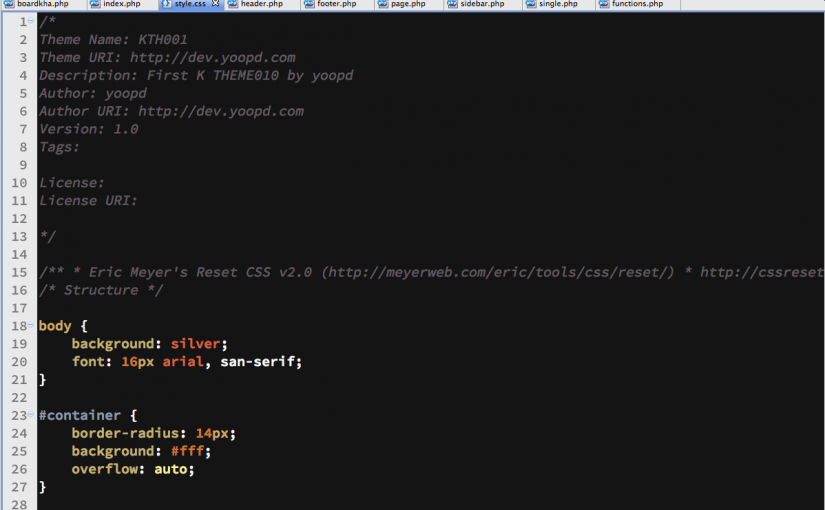 boardkha.php index.php style.css header.php footer.php page.php sidebar.php single.php functions.php
1 /*
2 Theme Name: KTH001
3 Theme URI: http://dev.yoopd.com
4 Description: First K THEME010 by yoopd
5 Author: yoopd
6 Author URI: http://dev.yoopd.com
7 Version: 1.0
8 Tags:
9
10 License:
11 License URI:
12
13 */
14
15 /** * Eric Meyer's Reset CSS v2.0 (http://meyerweb.com/eric/tools/css/reset/) * http://cssreset
16 /* Structure */
17
18 body {
19 background: silver;
20 font: 16px arial, san-serif;
21 }
22
23 #container {
24 border-radius: 14px;
25 background: #fff;
26 overflow: auto;
27 }
28